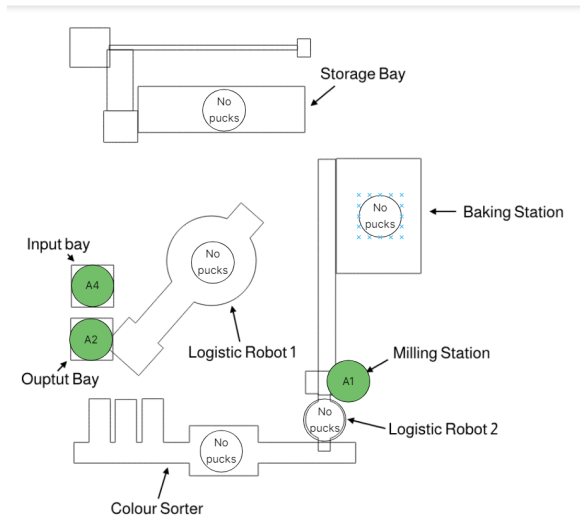 Storage Bay
No
pucks
No
pucks
Baking Station
Input bay
No
pucks
A4
A2
Logistic Robot 1
Milling Station
Ouptut Bay
A1
No
pucks
Logistic Robot 2
No
pucks
Colour Sorter